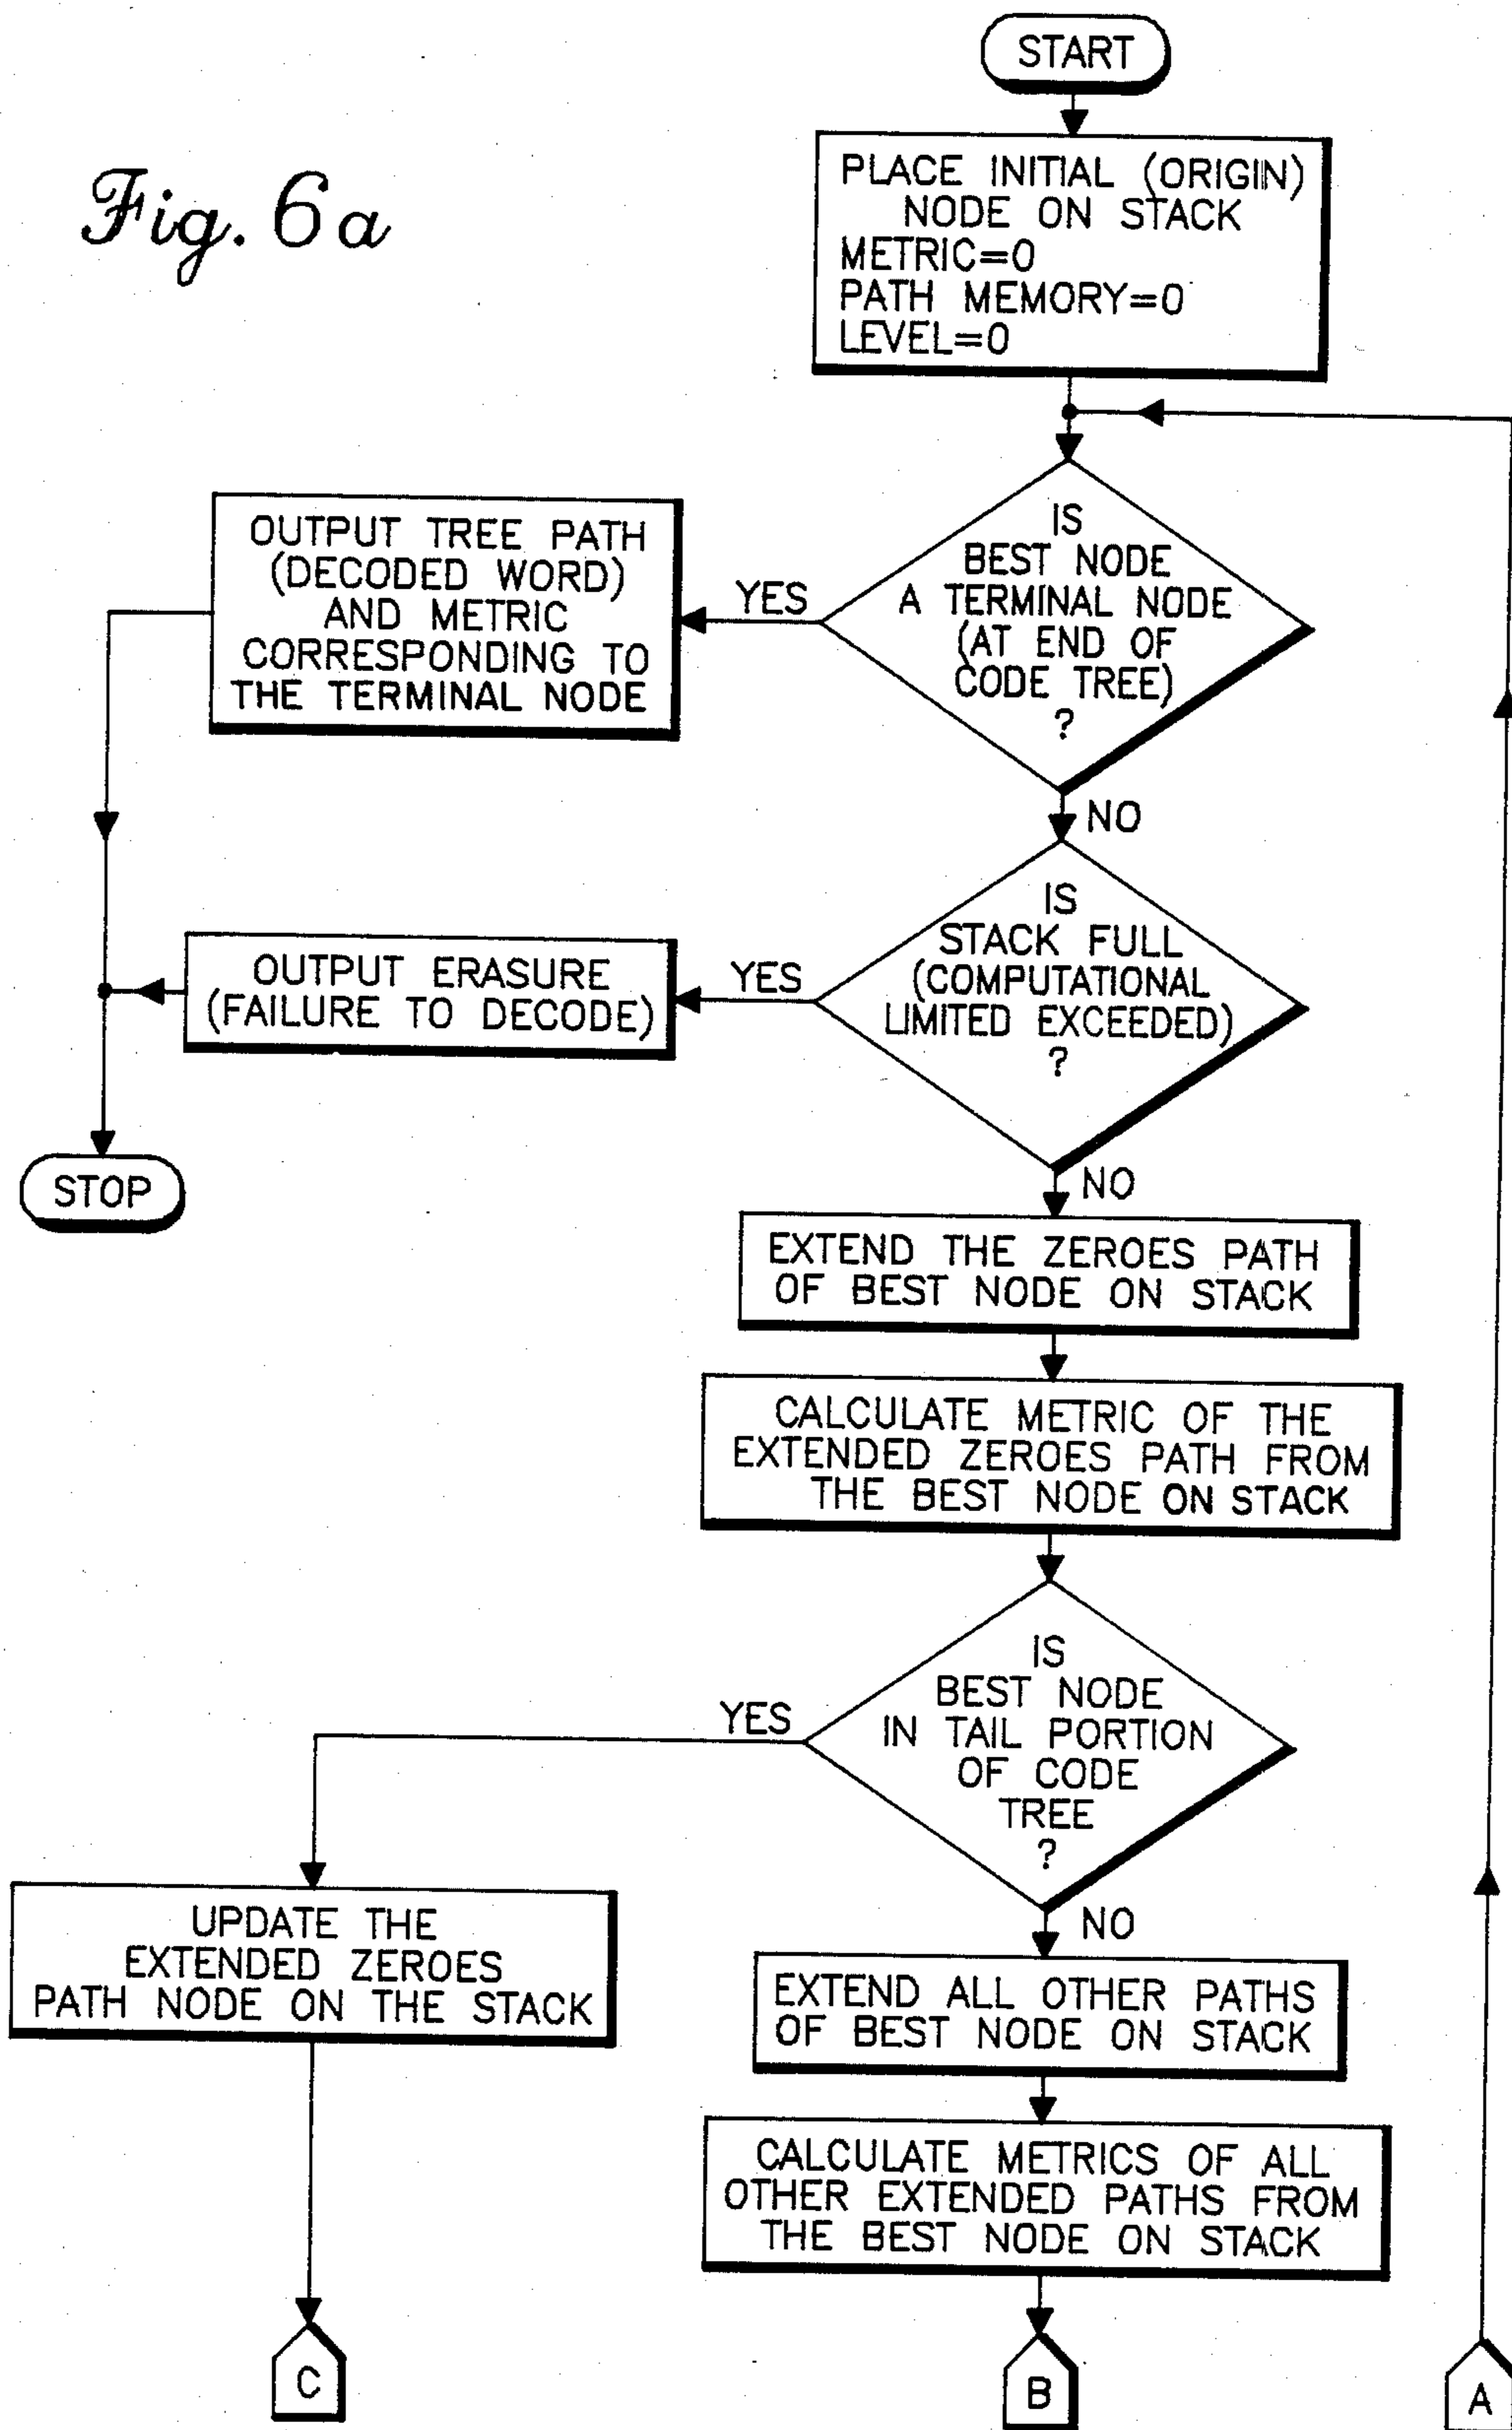 Fig. 6a
START
PLACE INITIAL (ORIGIN)
NODE ON STACK
METRIC=0
PATH MEMORY=0
LEVEL=0
IS
BEST NODE
A TERMINAL NODE
(AT END OF
CODE TREE)
?
YES
OUTPUT TREE PATH
(DECODED WORD)
AND METRIC
CORRESPONDING TO
THE TERMINAL NODE
NO
IS
STACK FULL
(COMPUTATIONAL
LIMITED EXCEEDED)
?
YES
OUTPUT ERASURE
(FAILURE TO DECODE)
STOP
NO
EXTEND THE ZEROES PATH
OF BEST NODE ON STACK
CALCULATE METRIC OF THE
EXTENDED ZEROES PATH FROM
THE BEST NODE ON STACK
IS
BEST NODE
IN TAIL PORTION
OF CODE
TREE
?
YES
UPDATE THE
EXTENDED ZEROES
PATH NODE ON THE STACK
NO
EXTEND ALL OTHER PATHS
OF BEST NODE ON STACK
CALCULATE METRICS OF ALL
OTHER EXTENDED PATHS FROM
THE BEST NODE ON STACK
C
B
A